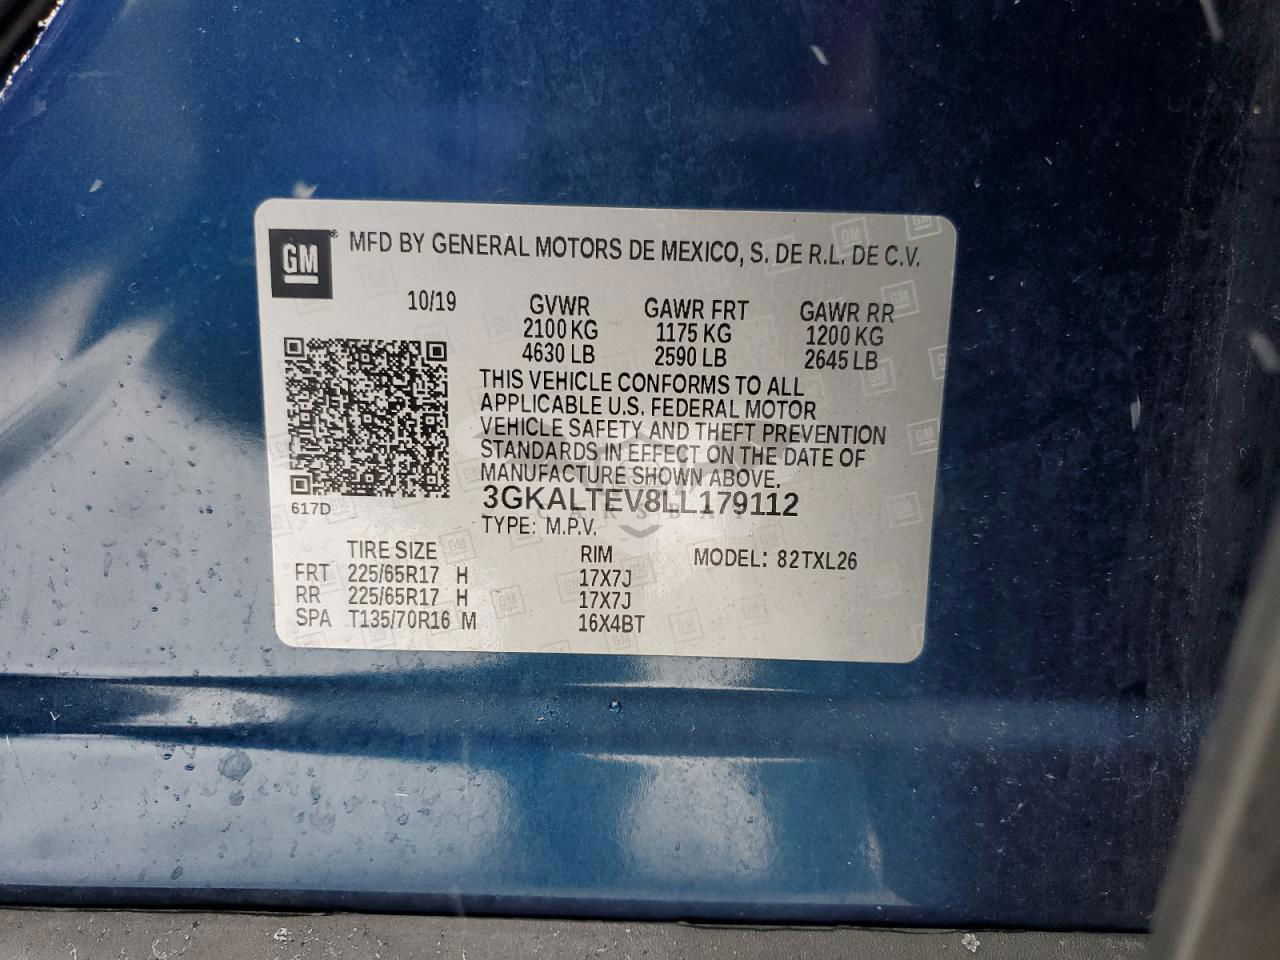 GM ® MFD BY GENERAL MOTORS DE MEXICO, S. DE R.L. DE C.V.
10/19 GVWR GAWR FRT GAWR RR
2100 KG 1175 KG 1200 KG
4630 LB 2590 LB 2645 LB
THIS VEHICLE CONFORMS TO ALL
APPLICABLE U.S. FEDERAL MOTOR
VEHICLE SAFETY AND THEFT PREVENTION
STANDARDS IN EFFECT ON THE DATE OF
MANUFACTURE SHOWN ABOVE.
617D 3GKALTEV8LL179112
TYPE: M.P.V.
TIRE SIZE RIM MODEL: 82TXL26
FRT 225/65R17 H 17X7J
RR 225/65R17 H 17X7J
SPA T135/70R16 M 16X4BT